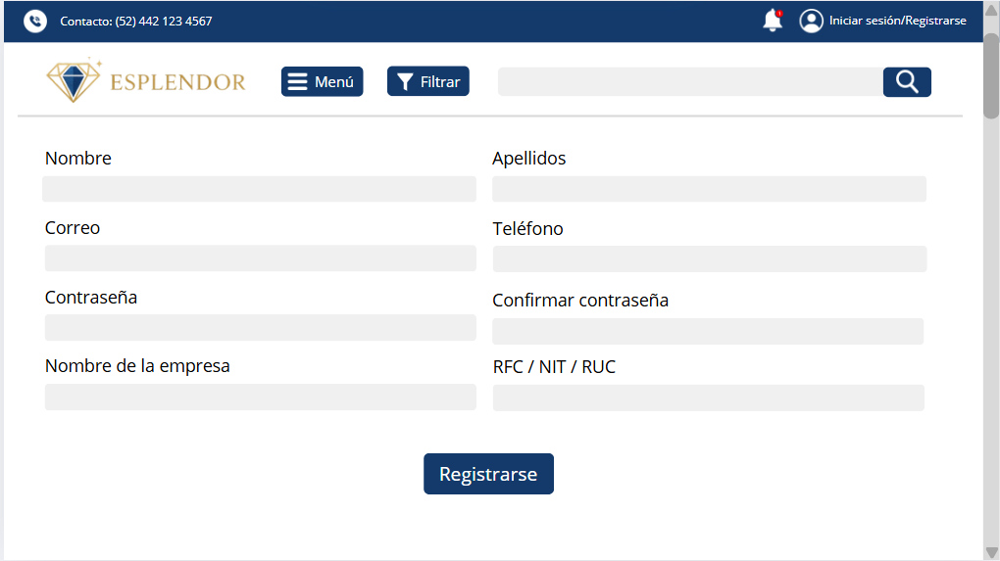 Contacto: (52) 442 123 4567
Iniciar sesión/Registrarse
ESPLENDOR
Menú
Filtrar
Nombre
Apellidos
Correo
Teléfono
Contraseña
Confirmar contraseña
Nombre de la empresa
RFC / NIT / RUC
Registrarse